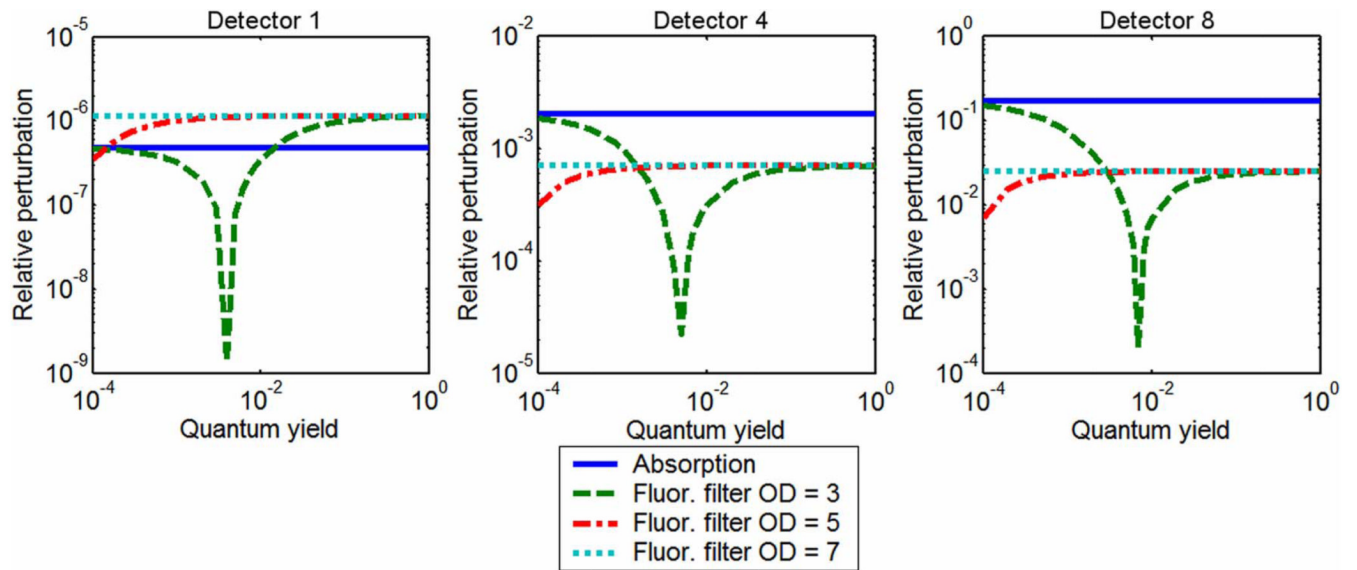 Detector 1
Relative perturbation
10^-5
10^-6
10^-7
10^-8
10^-9
10^-4
10^-2
10^0
Quantum yield
Detector 4
Relative perturbation
10^-2
10^-3
10^-4
10^-5
10^-4
10^-2
10^0
Quantum yield
Detector 8
Relative perturbation
10^0
10^-1
10^-2
10^-3
10^-4
10^-4
10^-2
10^0
Quantum yield
Absorption
Fluor. filter OD = 3
Fluor. filter OD = 5
Fluor. filter OD = 7